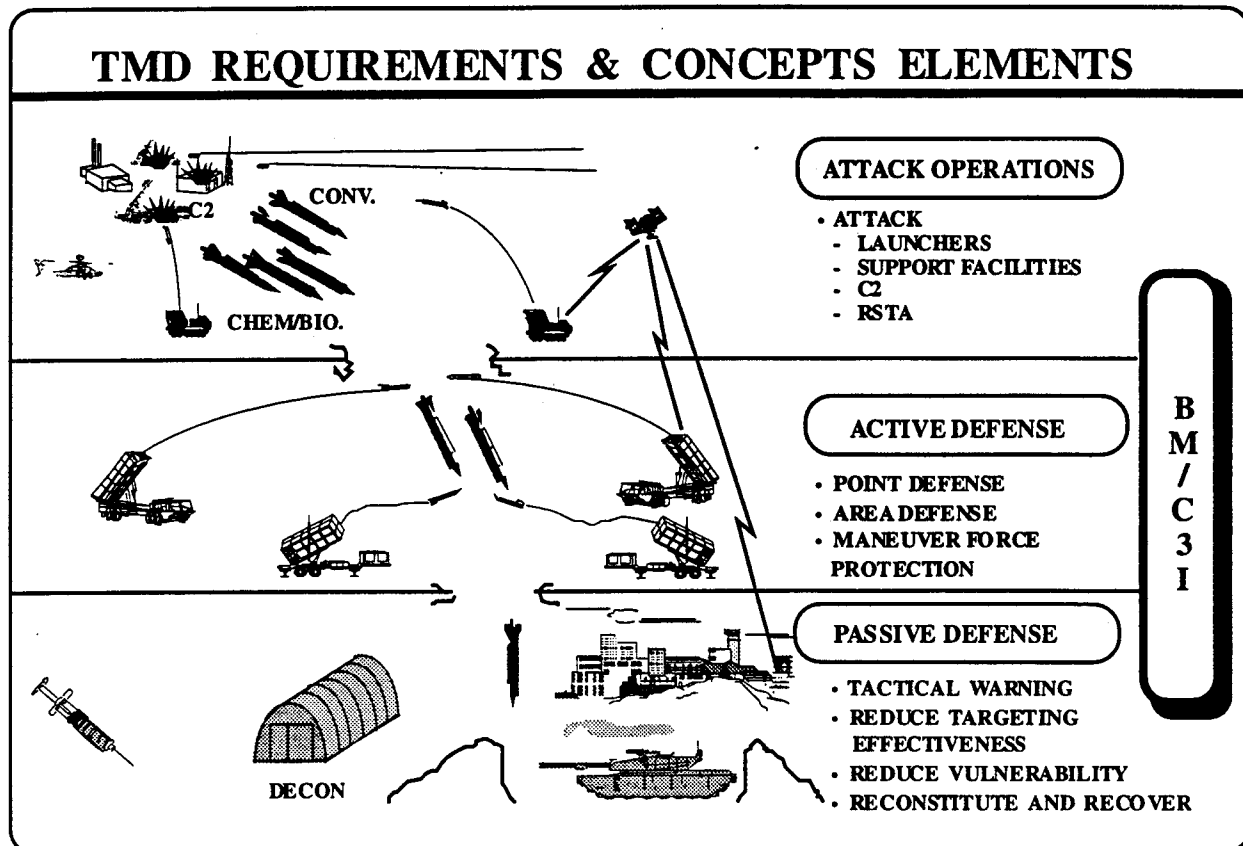 TMD REQUIREMENTS & CONCEPTS ELEMENTS
C2
CONV.
CHEM/BIO.
ATTACK OPERATIONS
• ATTACK
- LAUNCHERS
- SUPPORT FACILITIES
- C2
- RSTA
ACTIVE DEFENSE
• POINT DEFENSE
• AREA DEFENSE
• MANEUVER FORCE
PROTECTION
PASSIVE DEFENSE
• TACTICAL WARNING
• REDUCE TARGETING
EFFECTIVENESS
• REDUCE VULNERABILITY
• RECONSTITUTE AND RECOVER
DECON
B
M
/
C
3
I